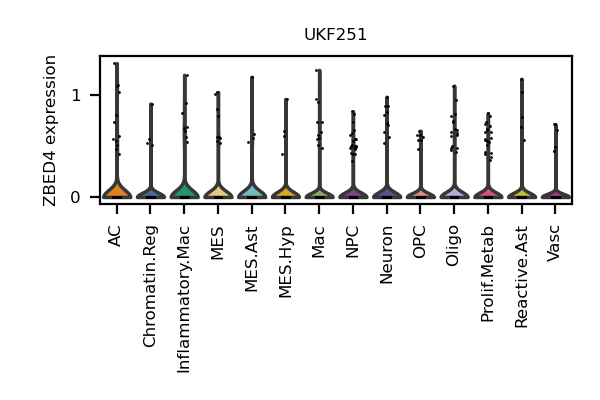 UKF251
ZBED4 expression
1
0
AC
Chromatin.Reg
Inflammatory.Mac
MES
MES.Ast
MES.Hyp
Mac
NPC
Neuron
OPC
Oligo
Prolif.Metab
Reactive.Ast
Vasc